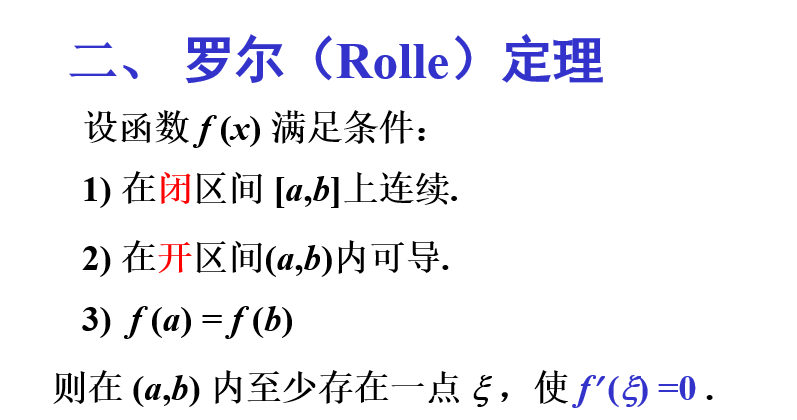 二、 罗尔（Rolle）定理
设函数 f (x) 满足条件：
1) 在闭区间 [a,b]上连续.
2) 在开区间(a,b)内可导.
3) f (a) = f (b)
则在 (a,b) 内至少存在一点 ξ，使 f′(ξ) =0 .